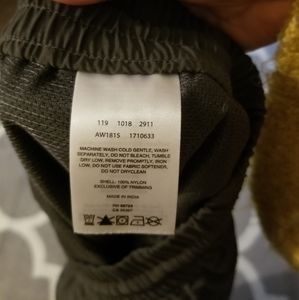 119 1018 2911
AW181S 1710633
MACHINE WASH COLD GENTLE, WASH
SEPARATELY, DO NOT BLEACH, TUMBLE
DRY LOW, REMOVE PROMPTLY, IRON
LOW, DO NOT USE FABRIC SOFTENER,
DO NOT DRYCLEAN
SHELL: 100% NYLON
EXCLUSIVE OF TRIMMING
MADE IN INDIA